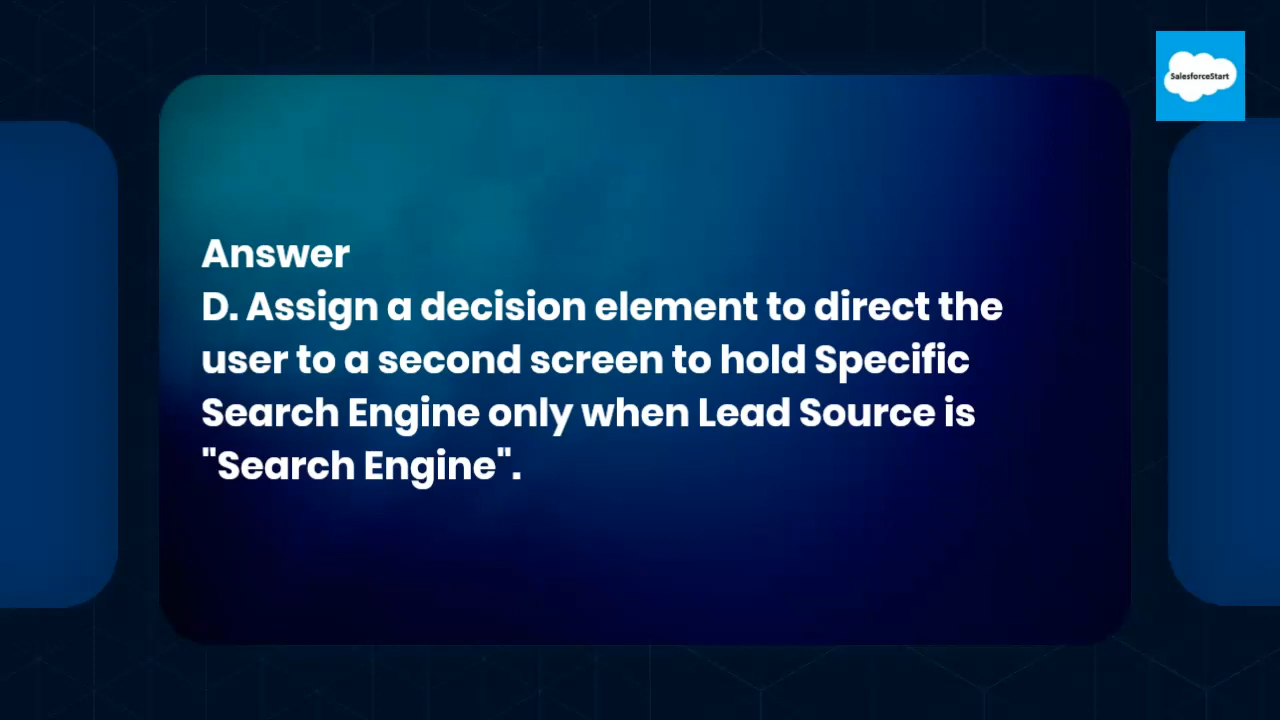 SalesforceStart
Answer
D. Assign a decision element to direct the
user to a second screen to hold Specific
Search Engine only when Lead Source is
"Search Engine".